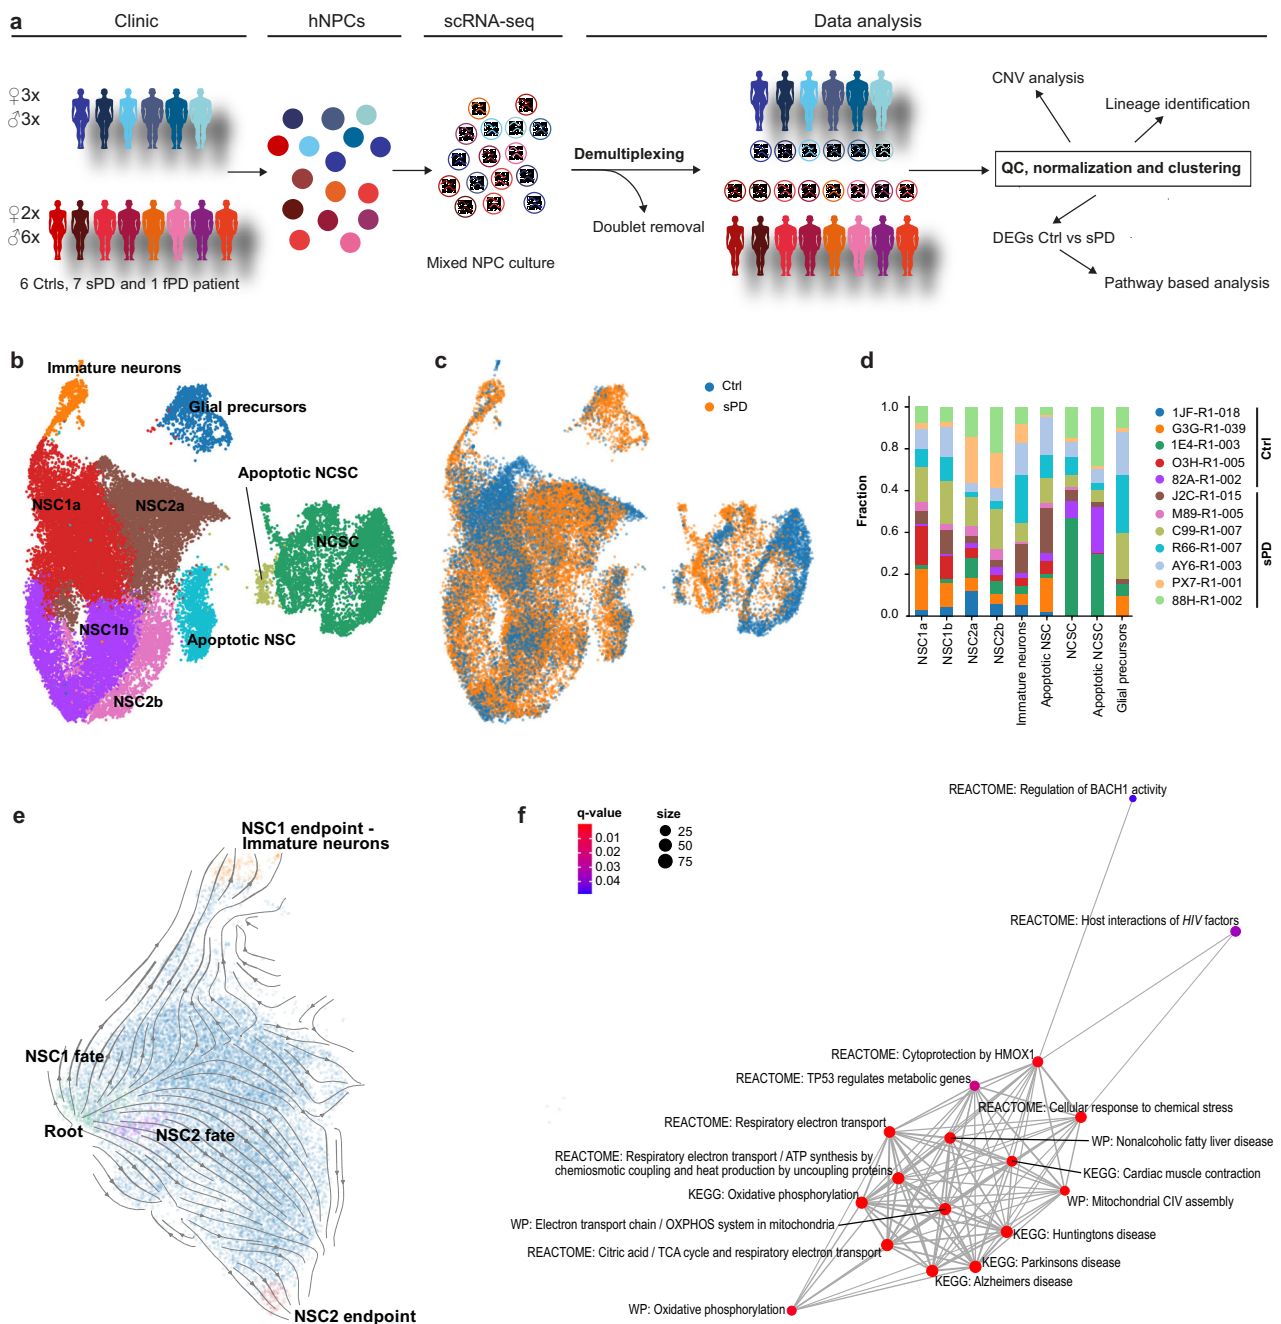 a
Clinic
hNPCs
scRNA-seq
Data analysis
♀3x
♂3x
♀2x
♂6x
6 Ctrls, 7 sPD and 1 fPD patient
Mixed NPC culture
Demultiplexing
Doublet removal
CNV analysis
Lineage identification
QC, normalization and clustering
DEGs Ctrl vs sPD
Pathway based analysis
b
Immature neurons
Glial precursors
Apoptotic NCSC
NSC1a
NSC2a
NCSC
NSC1b
Apoptotic NSC
NSC2b
c
Ctrl
sPD
d
Fraction
1.0
0.8
0.4
0.6
0.2
0.0
NSC1a
NSC1b
NSC2a
NSC2b
Immature neurons
Apoptotic NSC
NCSC
Apoptotic NCSC
Glial precursors
1JF-R1-018
G3G-R1-039
1E4-R1-003
O3H-R1-005
82A-R1-002
J2C-R1-015
M89-R1-005
C99-R1-007
R66-R1-007
AY6-R1-003
PX7-R1-001
88H-R1-002
Ctrl
sPD
e
NSC1 endpoint -
Immature neurons
NSC1 fate
Root
NSC2 fate
NSC2 endpoint
f
q-value
0.01
0.02
0.03
0.04
size
25
50
75
REACTOME: Regulation of BACH1 activity
REACTOME: Host interactions of HIV factors
REACTOME: Cytoprotection by HMOX1
REACTOME: TP53 regulates metabolic genes
REACTOME: Cellular response to chemical stress
REACTOME: Respiratory electron transport
WP: Nonalcoholic fatty liver disease
REACTOME: Respiratory electron transport / ATP synthesis by
chemiosmotic coupling and heat production by uncoupling proteins
KEGG: Cardiac muscle contraction
KEGG: Oxidative phosphorylation
WP: Mitochondrial CIV assembly
WP: Electron transport chain / OXPHOS system in mitochondria
KEGG: Huntingtons disease
REACTOME: Citric acid / TCA cycle and respiratory electron transport
KEGG: Parkinsons disease
KEGG: Alzheimers disease
WP: Oxidative phosphorylation